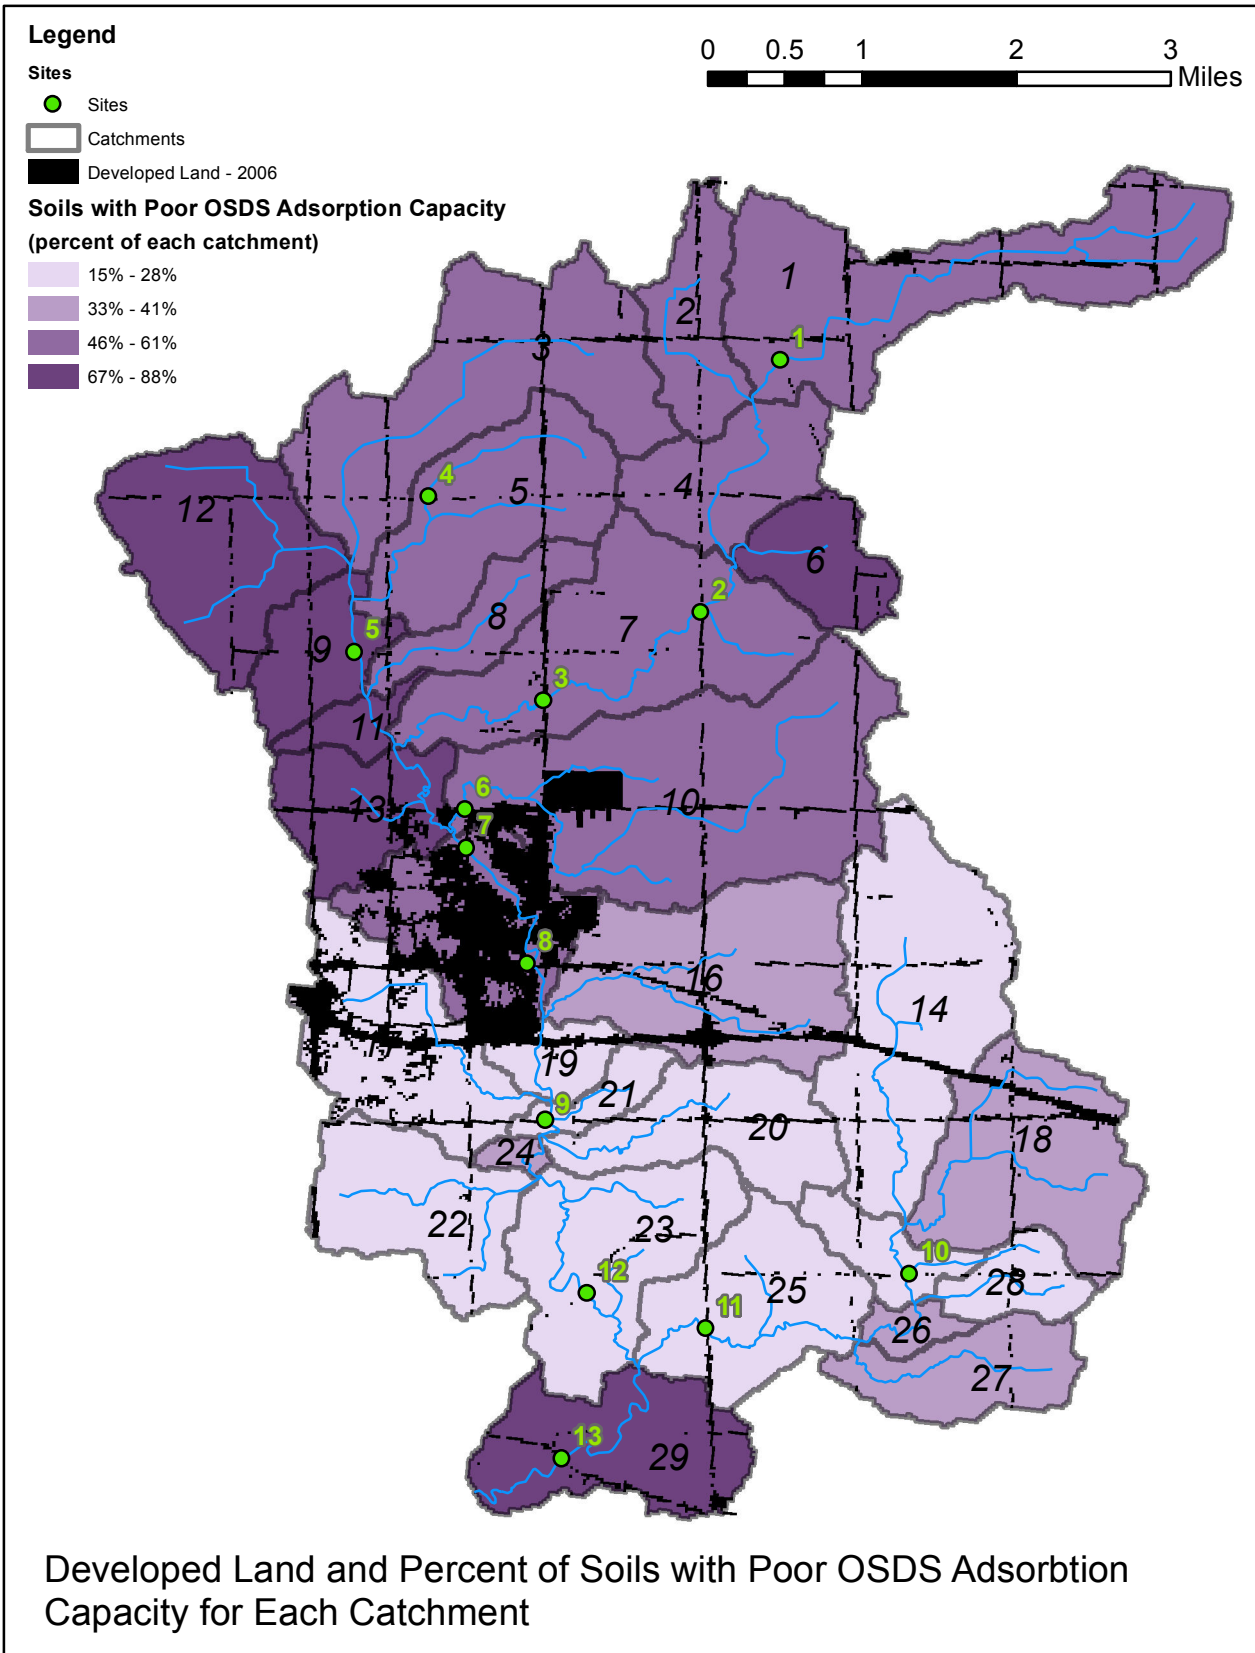 Legend
0 0.5 1 2 3
Miles
Sites
Sites
Catchments
Developed Land - 2006
Soils with Poor OSDS Adsorption Capacity
(percent of each catchment)
15% - 28%
33% - 41%
46% - 61%
67% - 88%
1
2
1
3
4
5
4
12
6
2
8
7
9
5
3
11
10
6
13
7
8
16
14
17
19
21
9
20
18
24
22
23
10
12
25
28
11
26
27
13
29
Developed Land and Percent of Soils with Poor OSDS Adsorbtion
Capacity for Each Catchment